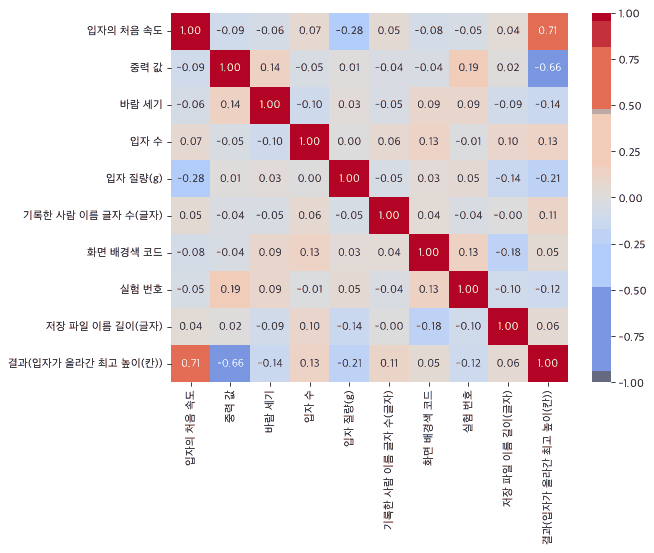 입자의 처음 속도 1.00 -0.09 -0.06 0.07 -0.28 0.05 -0.08 -0.05 0.04 0.71
중력 값 -0.09 1.00 0.14 -0.05 0.01 -0.04 -0.04 0.19 0.02 -0.66
바람 세기 -0.06 0.14 1.00 -0.10 0.03 -0.05 0.09 0.09 -0.09 -0.14
입자 수 0.07 -0.05 -0.10 1.00 0.00 0.06 0.13 -0.01 0.10 0.13
입자 질량(g) -0.28 0.01 0.03 0.00 1.00 -0.05 0.03 0.05 -0.14 -0.21
기록한 사람 이름 글자 수(글자) 0.05 -0.04 -0.05 0.06 -0.05 1.00 0.04 -0.04 -0.00 0.11
화면 배경색 코드 -0.08 -0.04 0.09 0.13 0.03 0.04 1.00 0.13 -0.18 0.05
실험 번호 -0.05 0.19 0.09 -0.01 0.05 -0.04 0.13 1.00 -0.10 -0.12
저장 파일 이름 길이(글자) 0.04 0.02 -0.09 0.10 -0.14 -0.00 -0.18 -0.10 1.00 0.06
결과(입자가 올라간 최고 높이(칸)) 0.71 -0.66 -0.14 0.13 -0.21 0.11 0.05 -0.12 0.06 1.00
입자의 처음 속도
중력 값
바람 세기
입자 수
입자 질량(g)
기록한 사람 이름 글자 수(글자)
화면 배경색 코드
실험 번호
저장 파일 이름 길이(글자)
결과(입자가 올라간 최고 높이(칸))
1.00
0.75
0.50
0.25
0.00
-0.25
-0.50
-0.75
-1.00